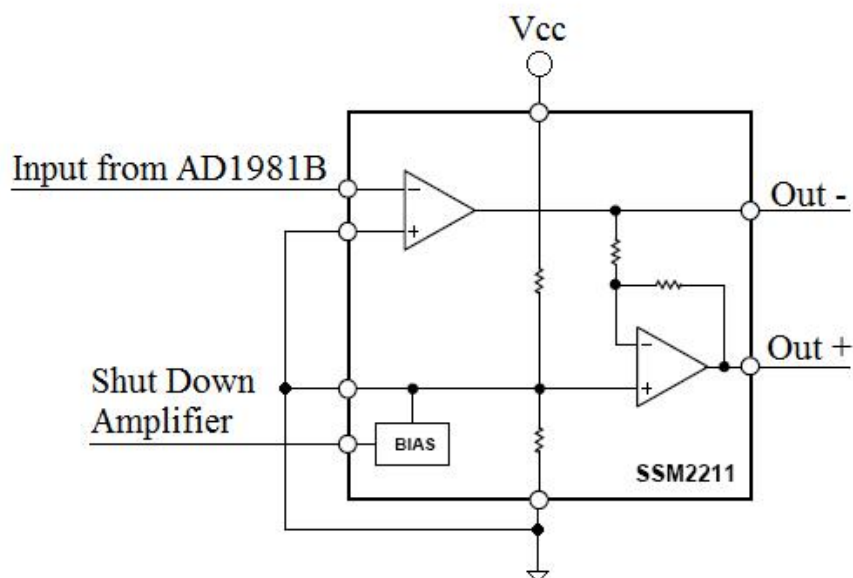 Vcc
Input from AD1981B
−
+
Out -
−
+
Out +
Shut Down
Amplifier
BIAS
SSM2211